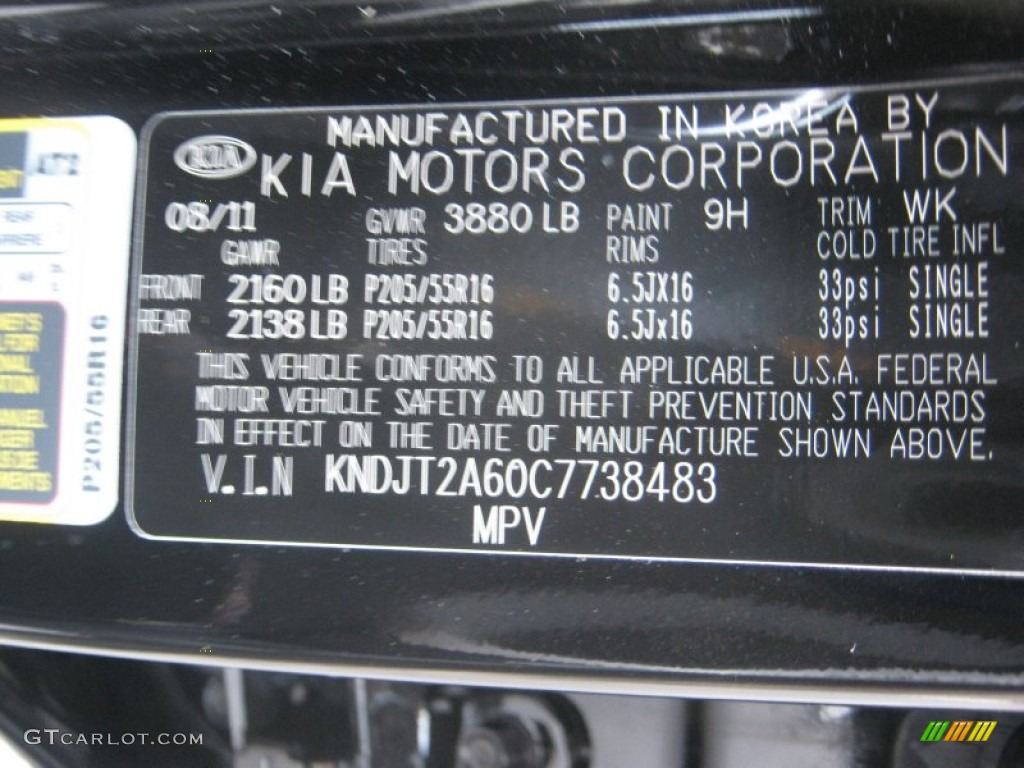 MANUFACTURED IN KOREA BY
KIA KIA MOTORS CORPORATION
08/11 GVWR 3880 LB PAINT 9H TRIM WK
GAWR TIRES RIMS COLD TIRE INFL
FRONT 2160 LB P205/55R16 6.5JX16 33psi SINGLE
REAR 2138 LB P205/55R16 6.5Jx16 33psi SINGLE
THIS VEHICLE CONFORMS TO ALL APPLICABLE U.S.A. FEDERAL
MOTOR VEHICLE SAFETY AND THEFT PREVENTION STANDARDS
IN EFFECT ON THE DATE OF MANUFACTURE SHOWN ABOVE.
V.I.N KNDJT2A60C7738483
MPV
P205/55R16
GTCARLOT.COM